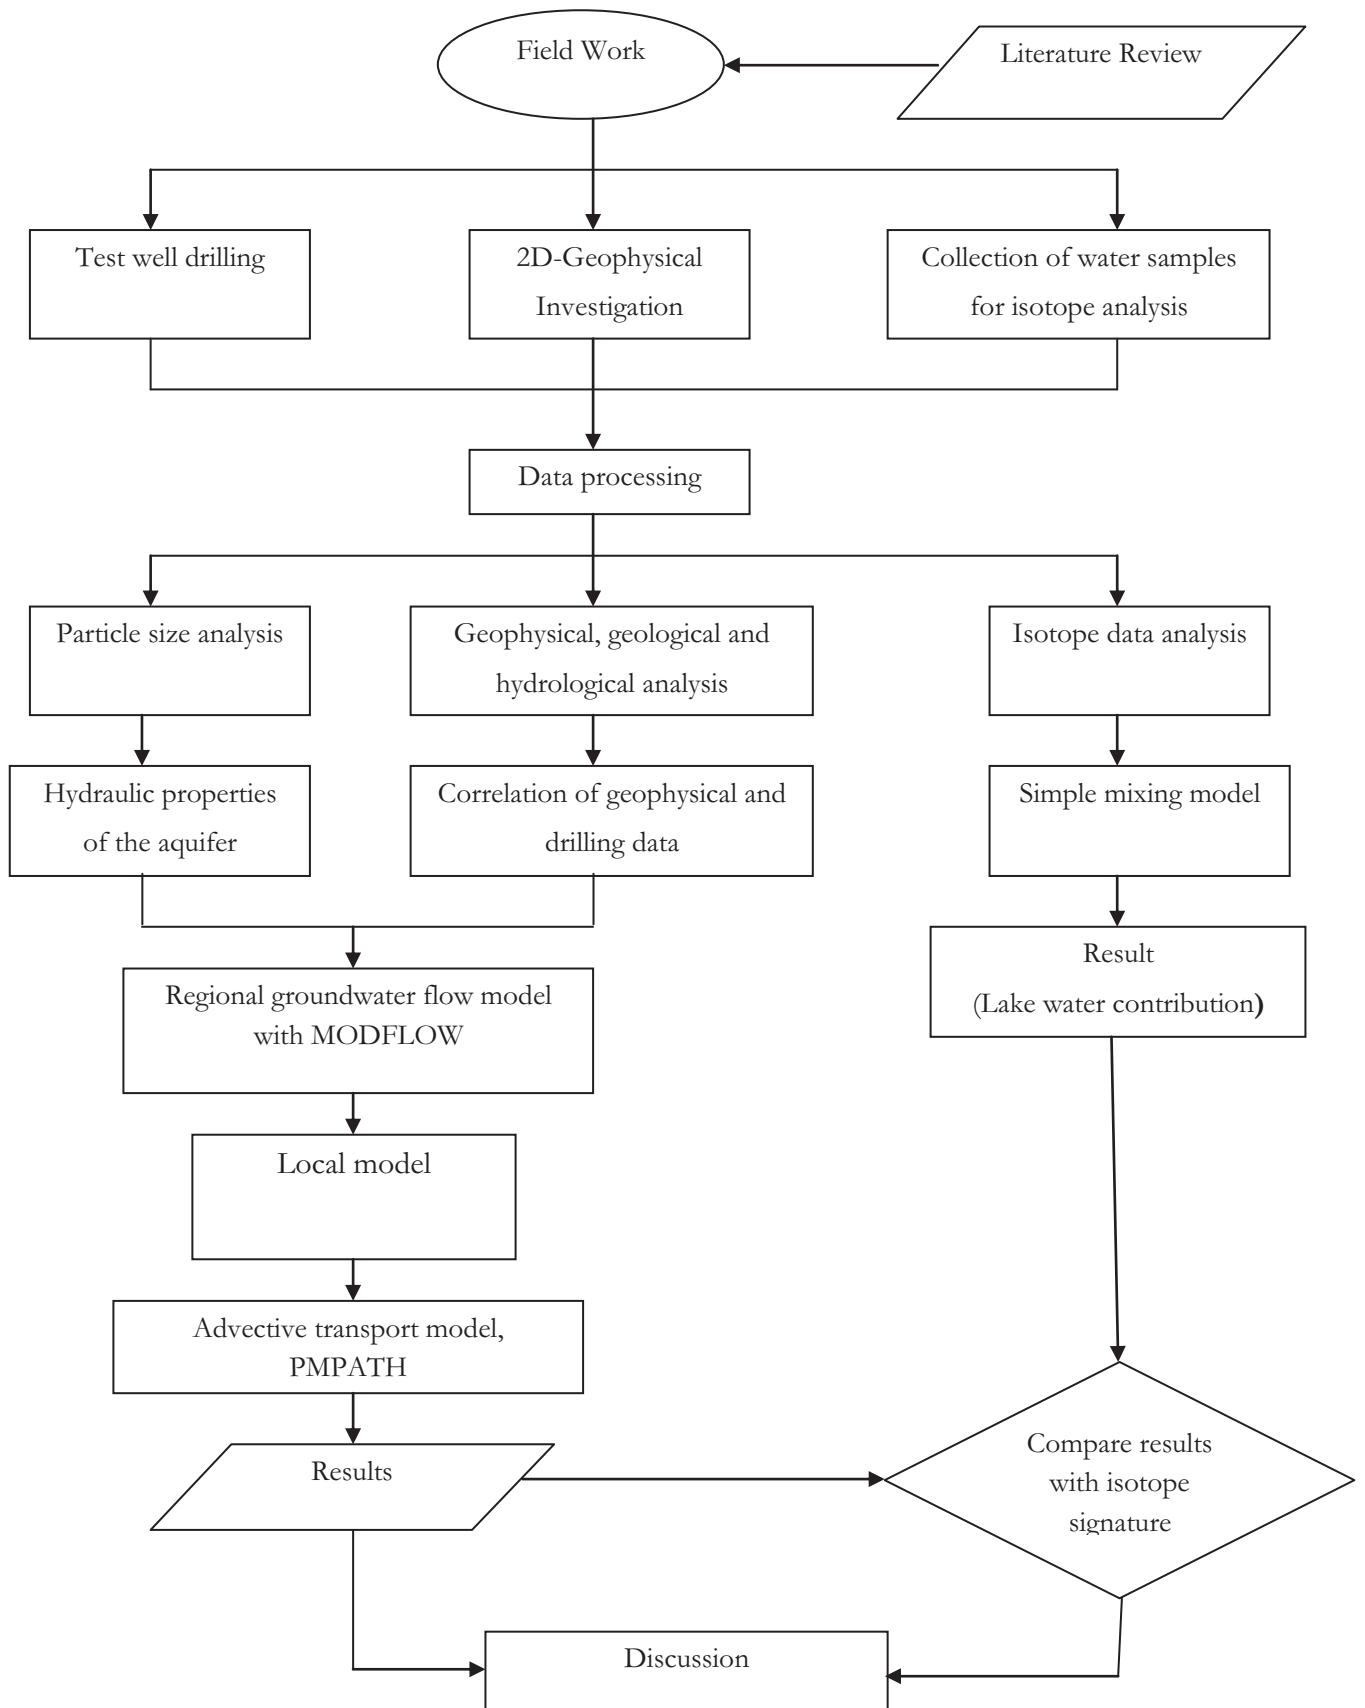 Field Work
Literature Review
Test well drilling
2D-Geophysical
Investigation
Collection of water samples
for isotope analysis
Data processing
Particle size analysis
Geophysical, geological and
hydrological analysis
Isotope data analysis
Hydraulic properties
of the aquifer
Correlation of geophysical and
drilling data
Simple mixing model
Result
(Lake water contribution)
Regional groundwater flow model
with MODFLOW
Local model
Advective transport model,
PMPATH
Results
Compare results
with isotope
signature
Discussion